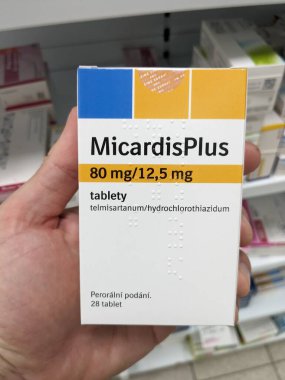 MicardisPlus
80 mg/12,5 mg
tablety
telmisartanum/hydrochlorothiazidum
Perorální podání.
28 tablet